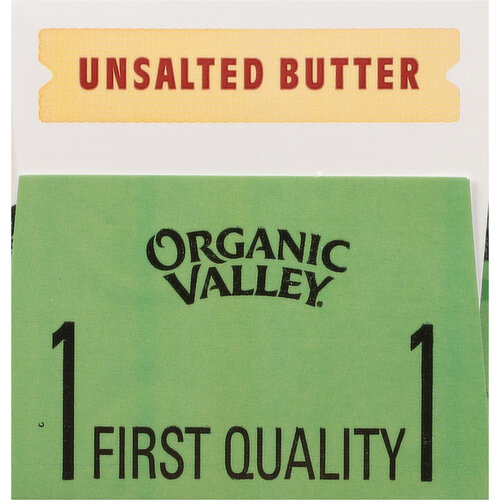 UNSALTED BUTTER
ORGANIC
VALLEY®
1 FIRST QUALITY 1